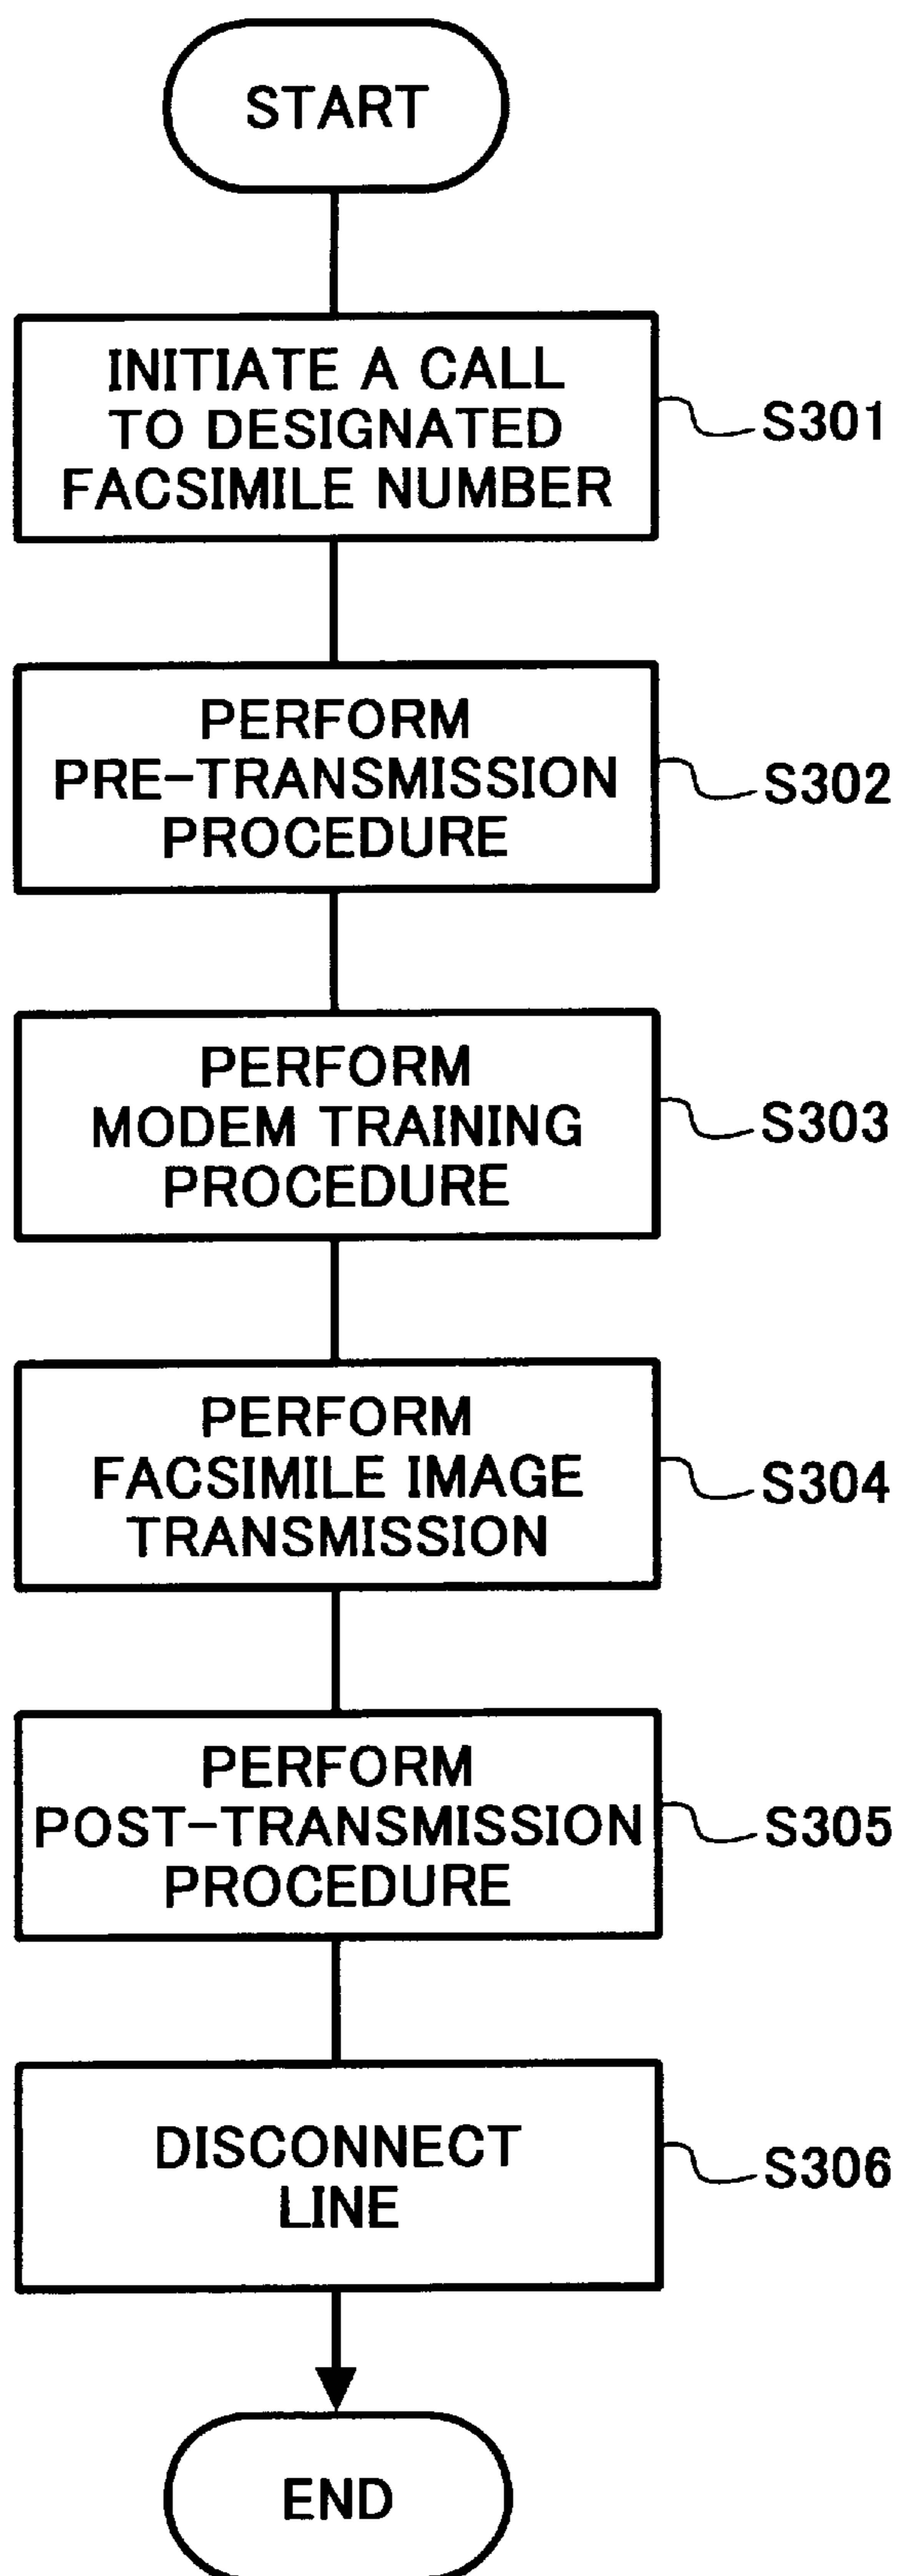 START
INITIATE A CALL
TO DESIGNATED
FACSIMILE NUMBER
S301
PERFORM
PRE-TRANSMISSION
PROCEDURE
S302
PERFORM
MODEM TRAINING
PROCEDURE
S303
PERFORM
FACSIMILE IMAGE
TRANSMISSION
S304
PERFORM
POST-TRANSMISSION
PROCEDURE
S305
DISCONNECT
LINE
S306
END